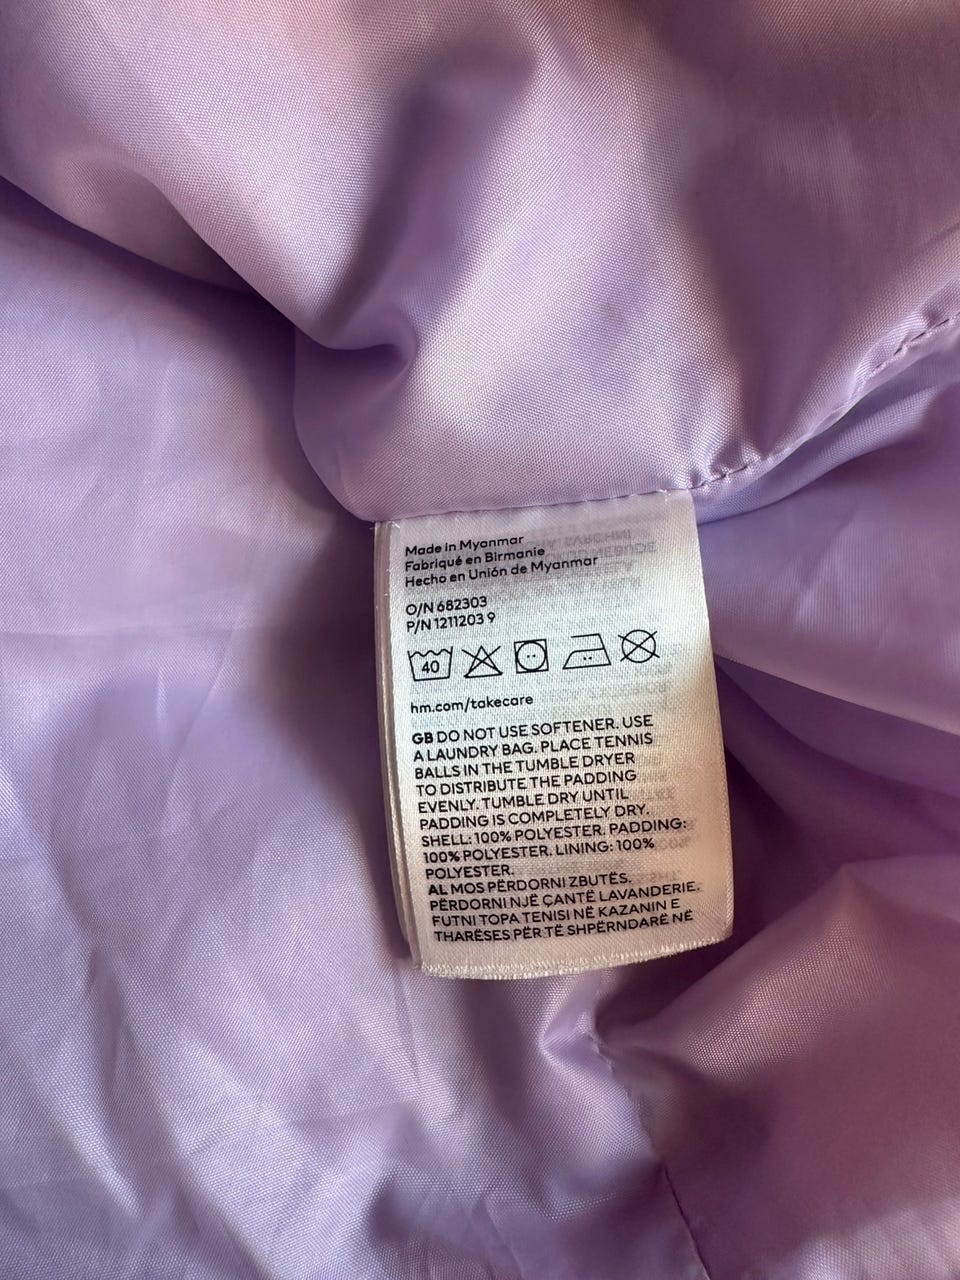 Made in Myanmar
Fabriqué en Birmanie
Hecho en Unión de Myanmar
O/N 682303
P/N 1211203 9
40
hm.com/takecare
GB DO NOT USE SOFTENER. USE
A LAUNDRY BAG. PLACE TENNIS
BALLS IN THE TUMBLE DRYER
TO DISTRIBUTE THE PADDING
EVENLY. TUMBLE DRY UNTIL
PADDING IS COMPLETELY DRY.
SHELL: 100% POLYESTER. PADDING:
100% POLYESTER. LINING: 100%
POLYESTER.
AL MOS PËRDORNI ZBUTËS.
PËRDORNI NJË ÇANTË LAVANDERIE.
FUTNI TOPA TENISI NË KAZANIN E
THARËSES PËR TË SHPËRNDARË NË